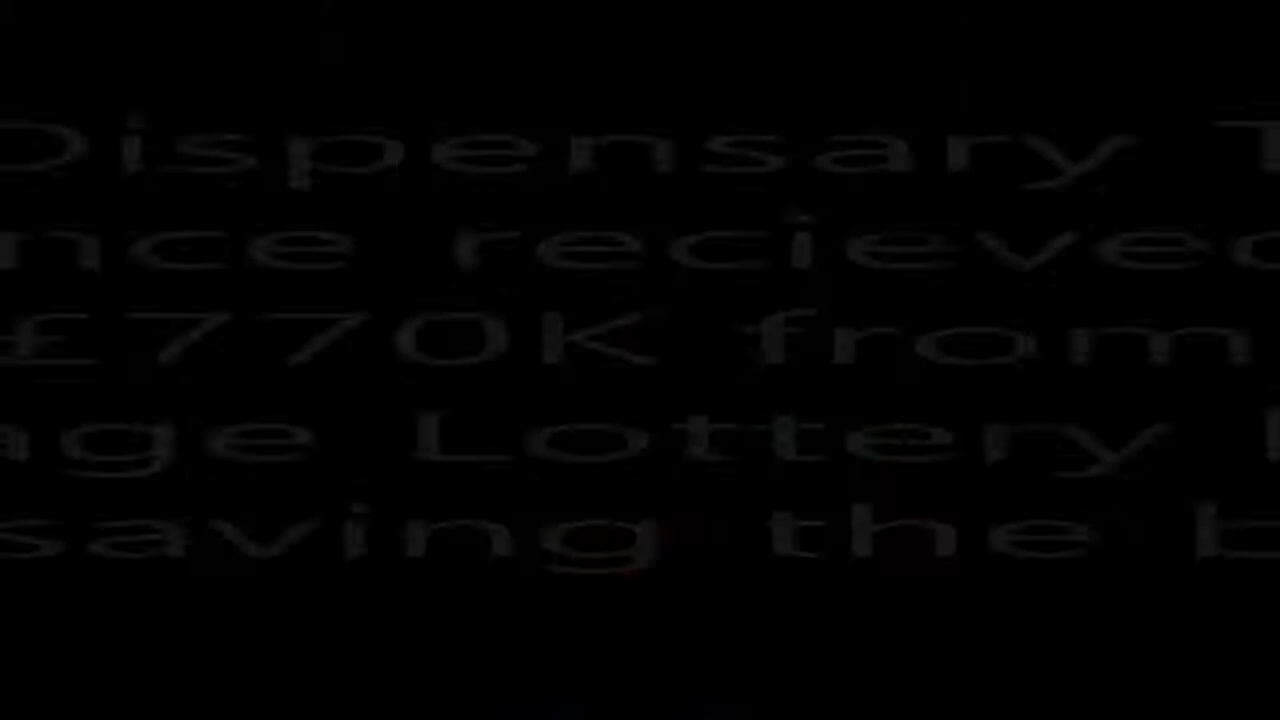 Dispensary T
nce recieved
£770K from
age Lottery
saving the b